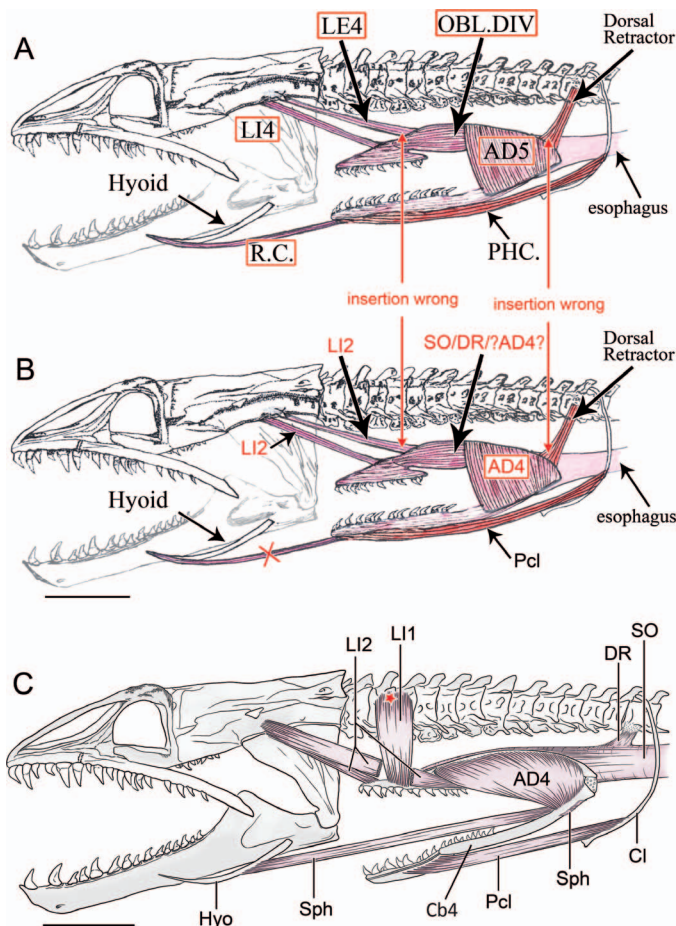 A
LE4
OBL.DIV
Dorsal
Retractor
LI4
AD5
Hyoid
esophagus
R.C.
PHC.
insertion wrong
insertion wrong
B
LI2
SO/DR/?AD4?
Dorsal
Retractor
LI2
AD4
Hyoid
esophagus
Pcl
C
LI2
LI1
DR
SO
AD4
Hyo
Sph
Cb4
Pcl
Sph
Cl